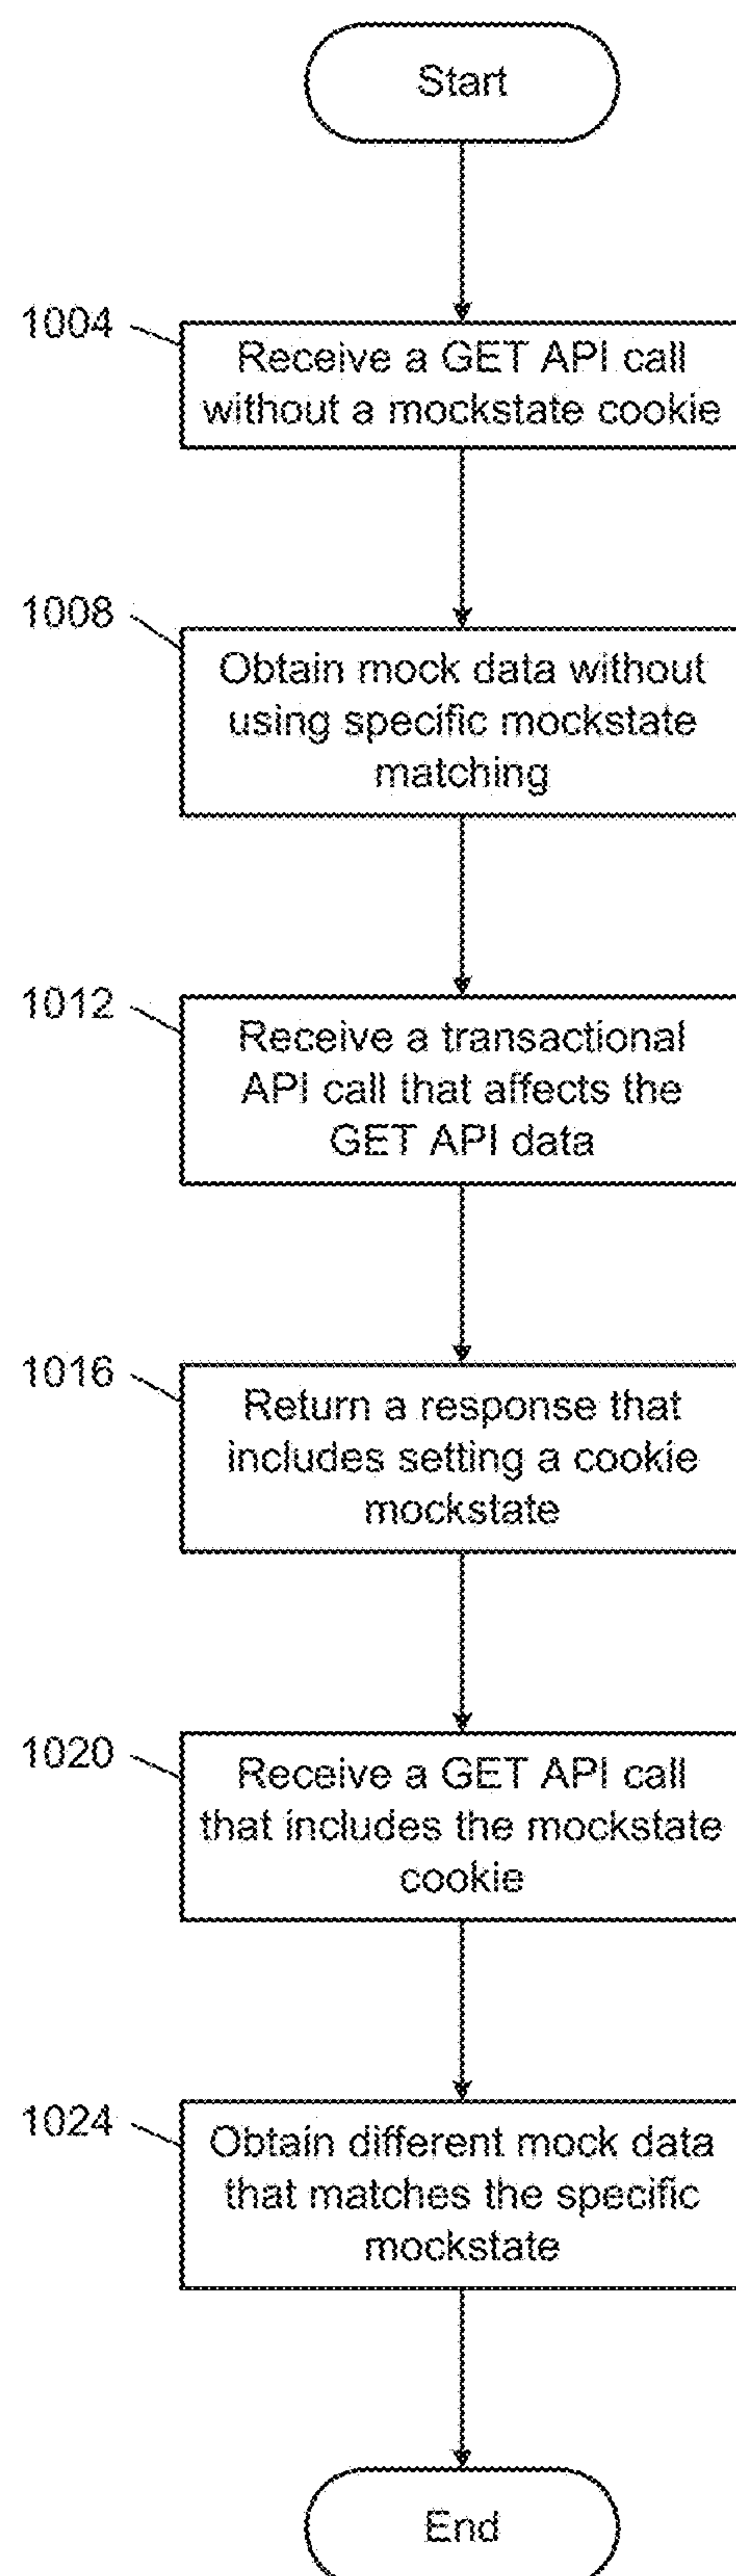 Start
1004
Receive a GET API call
without a mockstate cookie
1008
Obtain mock data without
using specific mockstate
matching
1012
Receive a transactional
API call that affects the
GET API data
1016
Return a response that
includes setting a cookie
mockstate
1020
Receive a GET API call
that includes the mockstate
cookie
1024
Obtain different mock data
that matches the specific
mockstate
End